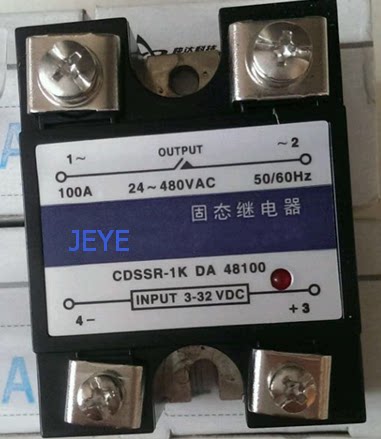 1~ OUTPUT ~2
100A 24~480VAC 50/60Hz
固态继电器
JEYE
CDSSR-1K DA 48100
INPUT 3-32 VDC
4- +3